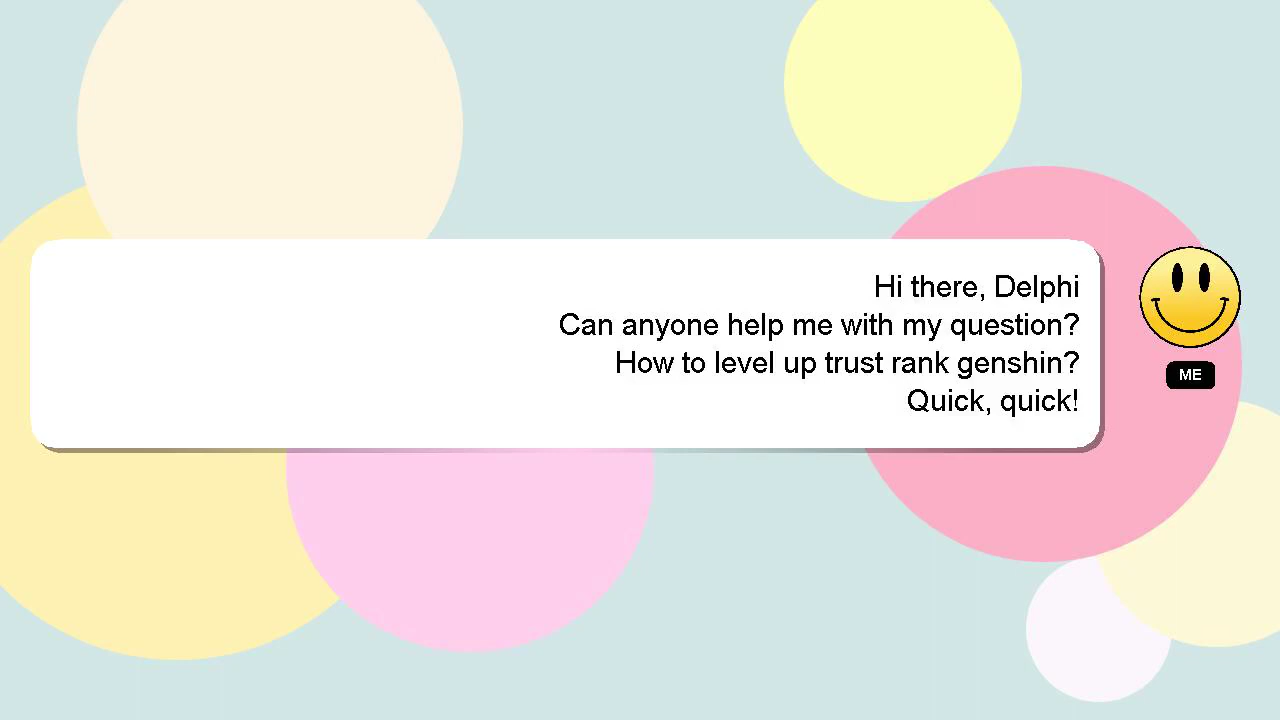 Hi there, Delphi
Can anyone help me with my question?
How to level up trust rank genshin?
Quick, quick!
ME